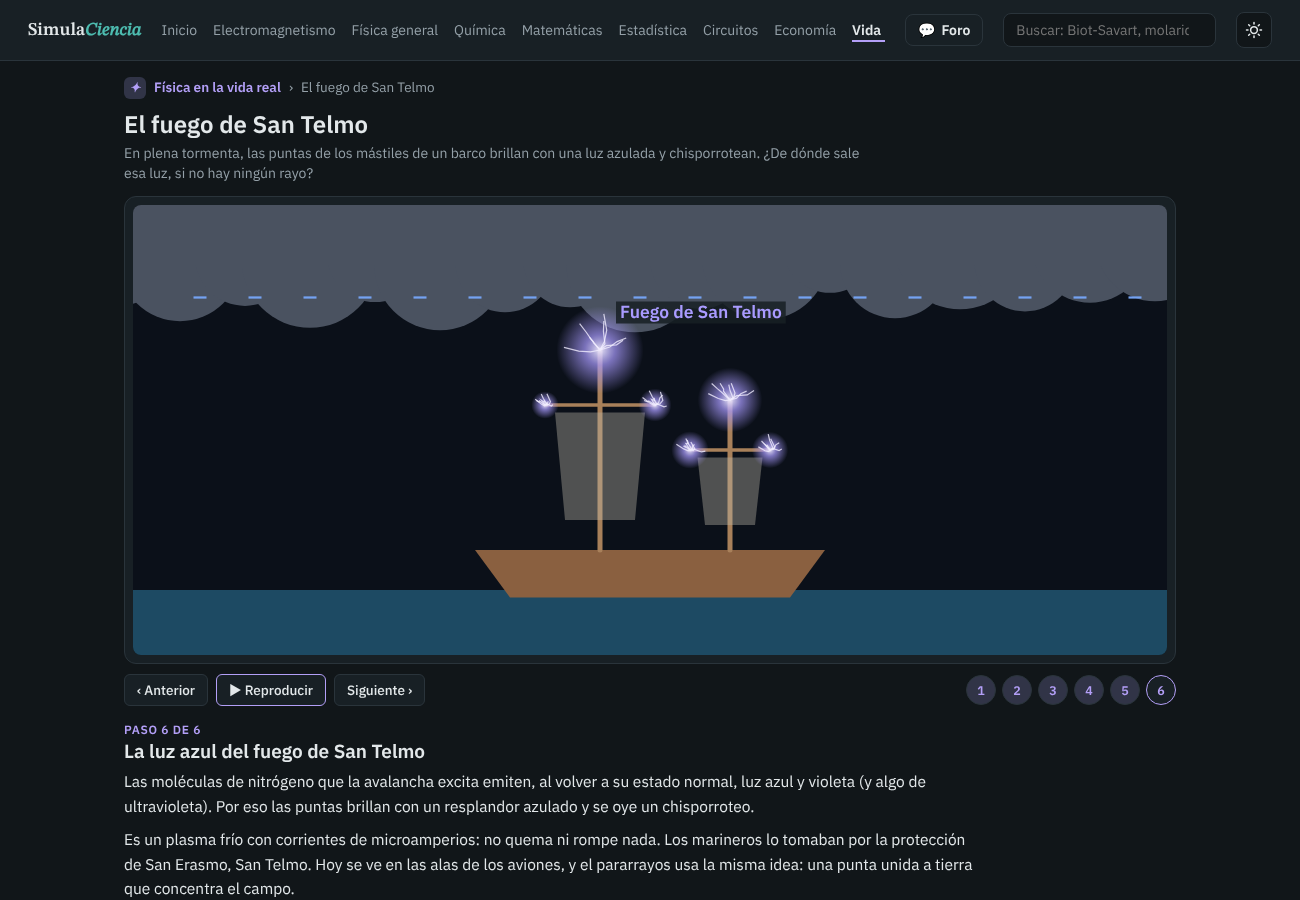 SimulaCiencia Inicio Electromagnetismo Física general Química Matemáticas Estadística Circuitos Economía Vida 💬 Foro Buscar: Biot-Savart, molaric
Física en la vida real › El fuego de San Telmo
El fuego de San Telmo
En plena tormenta, las puntas de los mástiles de un barco brillan con una luz azulada y chisporrotean. ¿De dónde sale
esa luz, si no hay ningún rayo?
Fuego de San Telmo
‹ Anterior ▶ Reproducir Siguiente › 1 2 3 4 5 6
PASO 6 DE 6
La luz azul del fuego de San Telmo
Las moléculas de nitrógeno que la avalancha excita emiten, al volver a su estado normal, luz azul y violeta (y algo de
ultravioleta). Por eso las puntas brillan con un resplandor azulado y se oye un chisporroteo.
Es un plasma frío con corrientes de microamperios: no quema ni rompe nada. Los marineros lo tomaban por la protección
de San Erasmo, San Telmo. Hoy se ve en las alas de los aviones, y el pararrayos usa la misma idea: una punta unida a tierra
que concentra el campo.